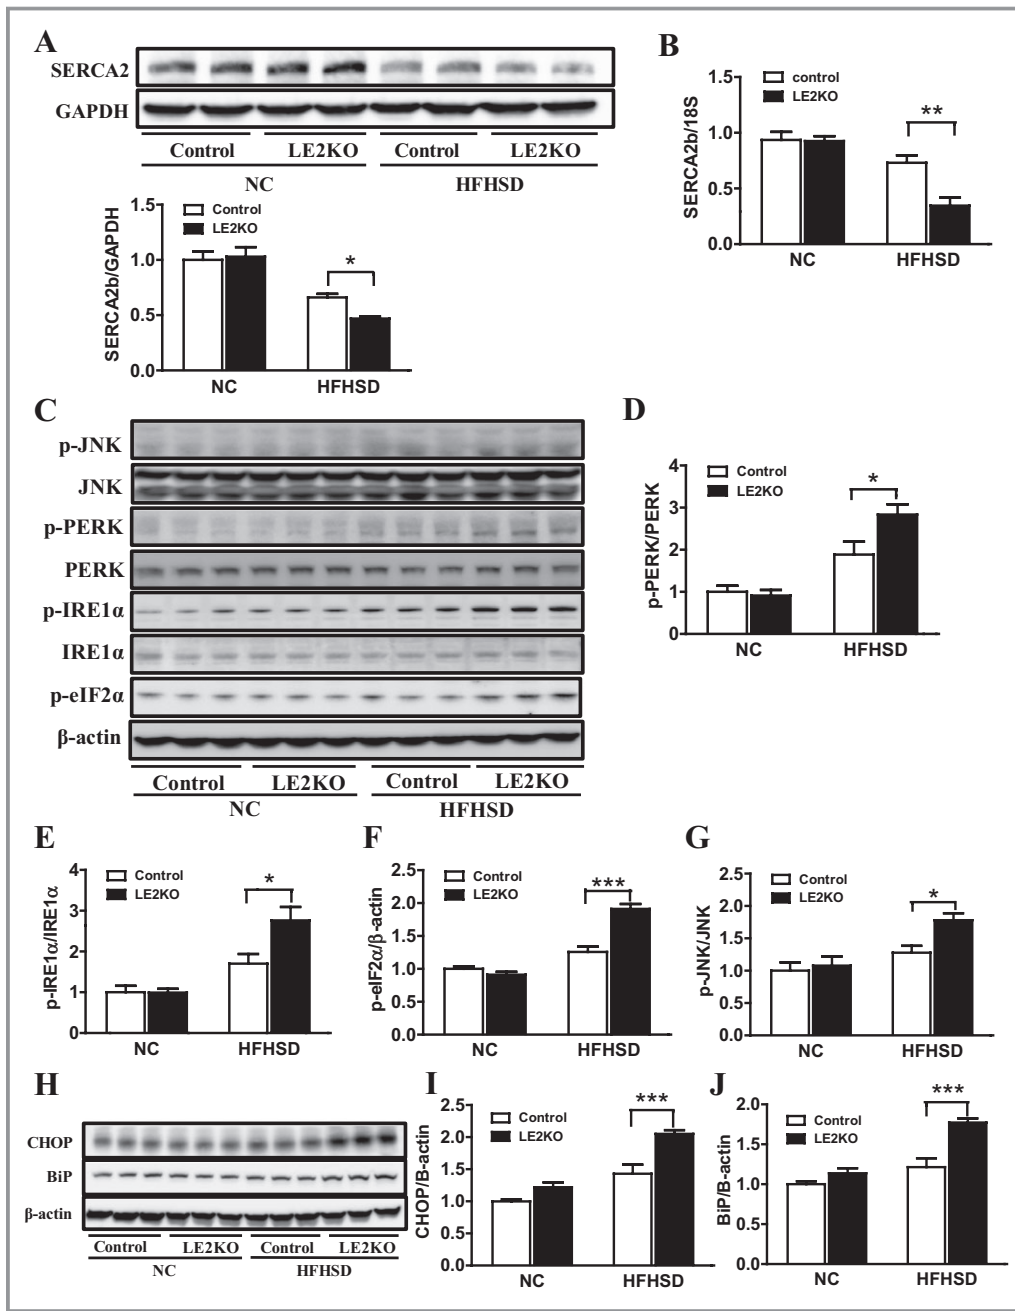 A
SERCA2
GAPDH
Control LE2KO Control LE2KO
NC HFHSD
SERCA2b/GAPDH
1.5
1.0
0.5
0.0
Control
LE2KO
*
NC HFHSD
B
SERCA2b/18S
1.5
1.0
0.5
0.0
control
LE2KO
**
NC HFHSD
C
p-JNK
JNK
p-PERK
PERK
p-IRE1α
IRE1α
p-eIF2α
β-actin
Control LE2KO Control LE2KO
NC HFHSD
D
p-PERK/PERK
4
3
2
1
0
Control
LE2KO
*
NC HFHSD
E
p-IRE1α/IRE1α
4
3
2
1
0
Control
LE2KO
*
NC HFHSD
F
p-eIF2α/β-actin
2.5
2.0
1.5
1.0
0.5
0.0
Control
LE2KO
***
NC HFHSD
G
p-JNK/JNK
2.5
2.0
1.5
1.0
0.5
0.0
Control
LE2KO
*
NC HFHSD
H
CHOP
BiP
β-actin
Control LE2KO Control LE2KO
NC HFHSD
I
CHOP/B-actin
2.5
2.0
1.5
1.0
0.5
0.0
Control
LE2KO
***
NC HFHSD
J
BiP/B-actin
2.0
1.5
1.0
0.5
0.0
Control
LE2KO
***
NC HFHSD